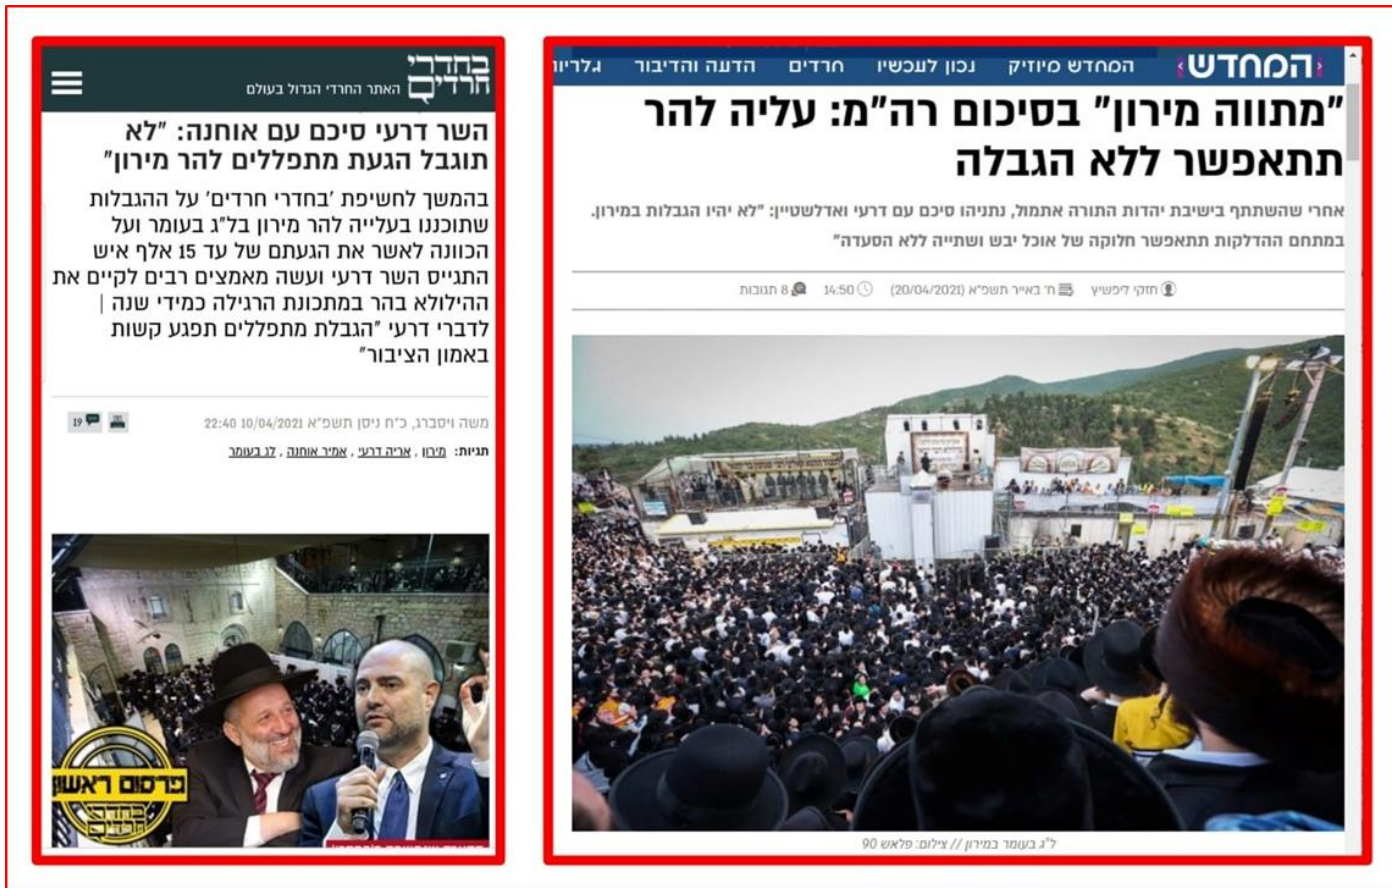 המחדש
המחדש מיוזיק נכון לעכשיו חרדים הדעה והדיבור גלריות
"מתווה מירון" בסיכום רה"מ: עליה להר
תתאפשר ללא הגבלה
אחרי שהשתתף בישיבת יהדות התורה אתמול, נתניהו סיכם עם דרעי ואדלשטיין: "לא יהיו הגבלות במירון.
במתחם ההדלקות תתאפשר חלוקה של אוכל יבש ושתייה ללא הסעדה"
חזקי ליפשיץ ח' באייר תשפ"א (20/04/2021) 14:50 8 תגובות
ל"ג בעומר במירון // צילום: פלאש 90
בחדרי
חרדים
האתר החרדי הגדול בעולם
השר דרעי סיכם עם אוחנה: "לא
תוגבל הגעת מתפללים להר מירון"
בהמשך לחשיפת 'בחדרי חרדים' על ההגבלות
שתוכננו בעלייה להר מירון בל"ג בעומר ועל
הכוונה לאשר את הגעתם של עד 15 אלף איש
התגייס השר דרעי ועשה מאמצים רבים לקיים את
ההילולא בהר במתכונת הרגילה כמידי שנה |
לדברי דרעי "הגבלת מתפללים תפגע קשות
באמון הציבור"
משה ויסברג, כ"ח ניסן תשפ"א 10/04/2021 22:40
19
תגיות: מירון , אריה דרעי , אמיר אוחנה , לג בעומר
פרסום ראשון
בחדרי
חרדים